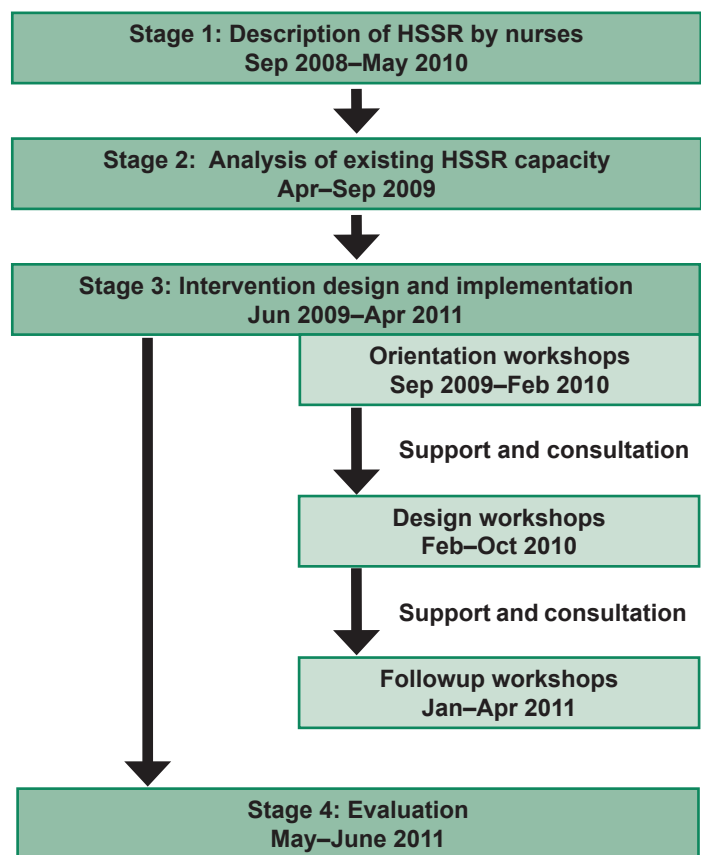 Stage 1: Description of HSSR by nurses
Sep 2008–May 2010
Stage 2:  Analysis of existing HSSR capacity
Apr–Sep 2009
Stage 3: Intervention design and implementation
Jun 2009–Apr 2011
Orientation workshops
Sep 2009–Feb 2010
Support and consultation
Design workshops
Feb–Oct 2010
Support and consultation
Followup workshops
Jan–Apr 2011
Stage 4: Evaluation
May–June 2011